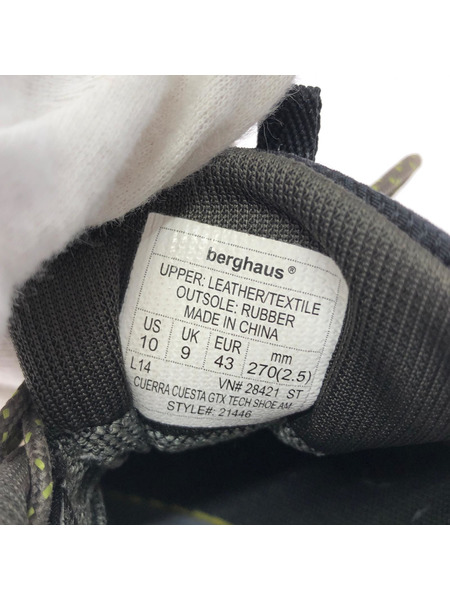 berghaus®
UPPER: LEATHER/TEXTILE
OUTSOLE: RUBBER
MADE IN CHINA
US UK EUR mm
10 9 43 270(2.5)
L14 VN# 28421 ST
CUERRA CUESTA GTX TECH SHOE AM
STYLE#: 21446